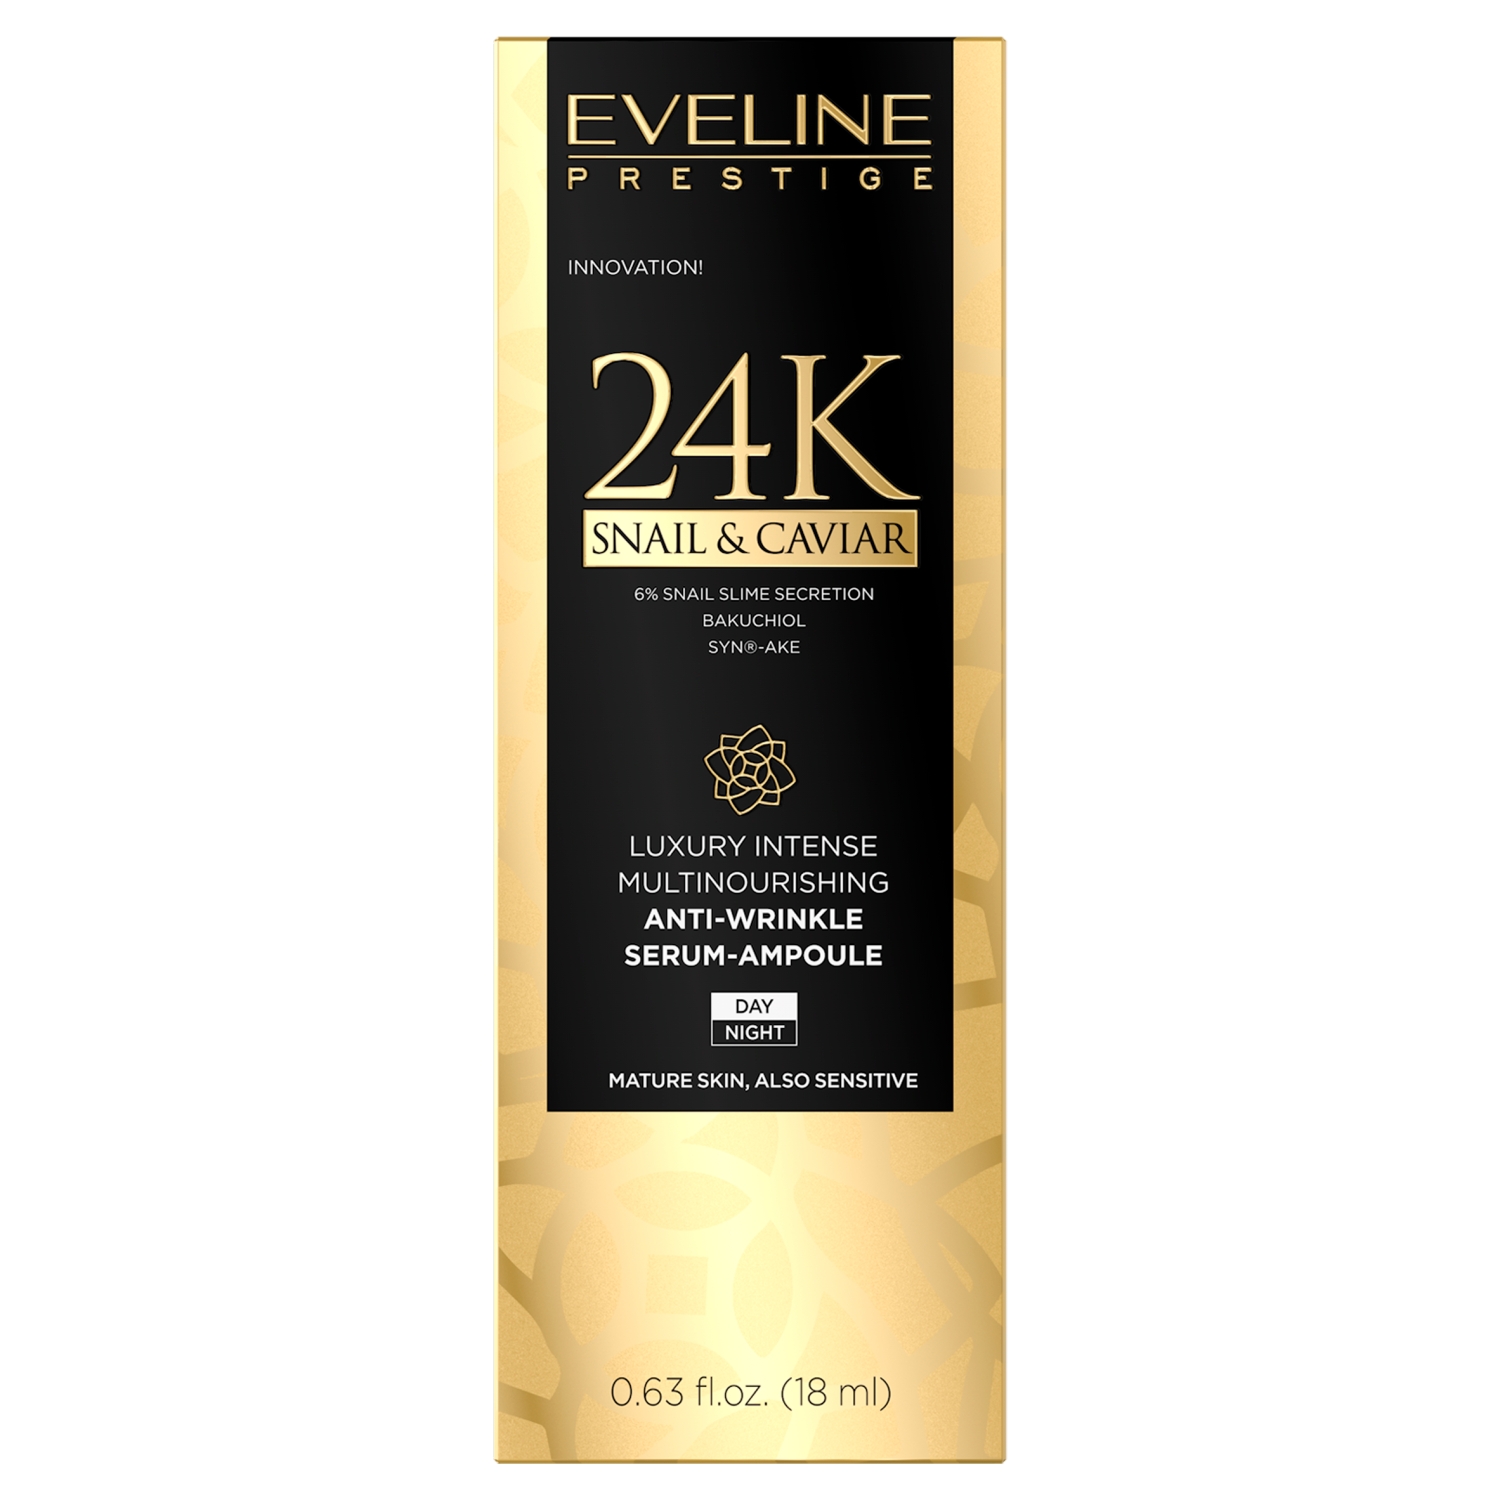 EVELINE
PRESTIGE
INNOVATION!
24K
SNAIL & CAVIAR
6% SNAIL SLIME SECRETION
BAKUCHIOL
SYN®-AKE
LUXURY INTENSE
MULTINOURISHING
ANTI-WRINKLE
SERUM-AMPOULE
DAY
NIGHT
MATURE SKIN, ALSO SENSITIVE
0.63 fl.oz. (18 ml)